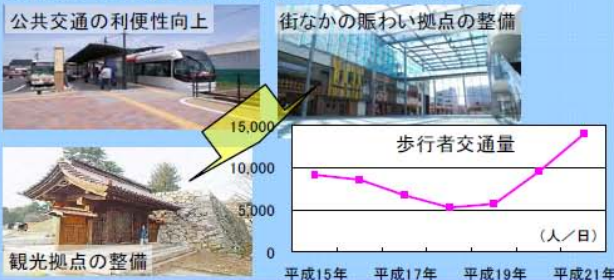 公共交通の利便性向上
街なかの賑わい拠点の整備
15,000
歩行者交通量
10,000
5,000
0
(人/日)
観光拠点の整備
平成15年 平成17年 平成19年 平成21年